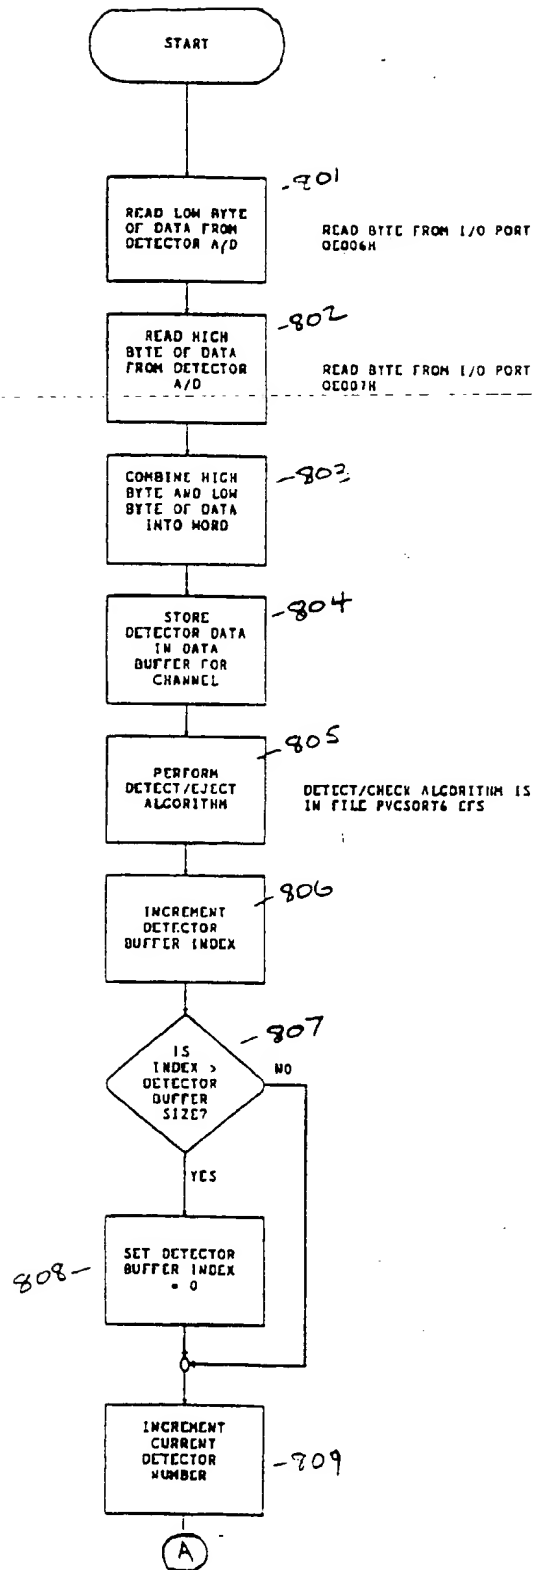 START
801
READ LOW BYTE
OF DATA FROM
DETECTOR A/D
READ BYTE FROM I/O PORT
0E006H
802
READ HIGH
BYTE OF DATA
FROM DETECTOR
A/D
READ BYTE FROM I/O PORT
0E007H
803
COMBINE HIGH
BYTE AND LOW
BYTE OF DATA
INTO WORD
804
STORE
DETECTOR DATA
IN DATA
BUFFER FOR
CHANNEL
805
PERFORM
DETECT/EJECT
ALGORITHM
DETECT/CHECK ALGORITHM IS
IN FILE PVCSORT6 EFS
806
INCREMENT
DETECTOR
BUFFER INDEX
807
IS
INDEX >
DETECTOR
BUFFER
SIZE?
NO
YES
808
SET DETECTOR
BUFFER INDEX
= 0
INCREMENT
CURRENT
DETECTOR
NUMBER
809
A